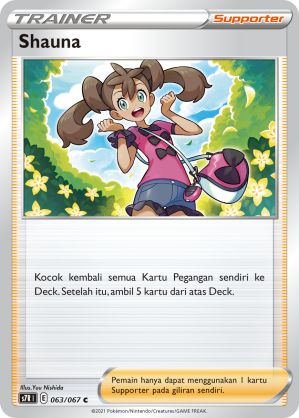 TRAINER
Supporter
Shauna
Kocok kembali semua Kartu Pegangan sendiri ke
Deck. Setelah itu, ambil 5 kartu dari atas Deck.
Illus. You Nishida
s7R I E 063/067 C
Pemain hanya dapat menggunakan 1 kartu
Supporter pada giliran sendiri.
©2021 Pokémon/Nintendo/Creatures/GAME FREAK.